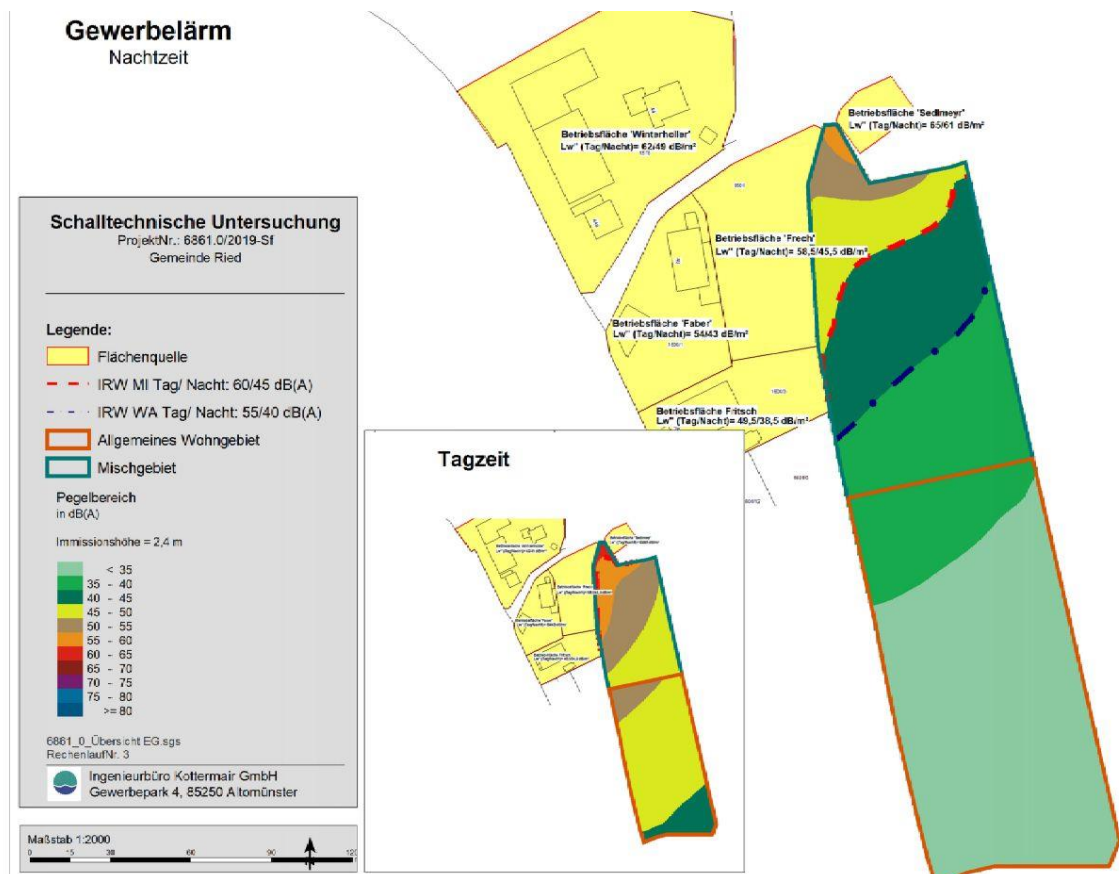 Gewerbelärm
Nachtzeit
Schalltechnische Untersuchung
ProjektNr.: 6861.0/2019-Sf
Gemeinde Ried
Legende:
Flächenquelle
IRW MI Tag/ Nacht: 60/45 dB(A)
IRW WA Tag/ Nacht: 55/40 dB(A)
Allgemeines Wohngebiet
Mischgebiet
Pegelbereich
in dB(A)
Immissionshöhe = 2,4 m
< 35
35 - 40
40 - 45
45 - 50
50 - 55
55 - 60
60 - 65
65 - 70
70 - 75
75 - 80
>= 80
6861_0_Übersicht EG.sgs
RechenlaufNr. 3
Ingenieurbüro Kottermair GmbH
Gewerbepark 4, 85250 Altomünster
Maßstab 1:2000
0 15 30 60 90 120
Betriebsfläche 'Winterholler'
Lw" (Tag/Nacht)= 62/49 dB/m²
Betriebsfläche 'Sedlmeyr'
Lw" (Tag/Nacht)= 65/61 dB/m²
Betriebsfläche 'Frech'
Lw" (Tag/Nacht)= 58,5/45,5 dB/m²
Betriebsfläche 'Faber'
Lw" (Tag/Nacht)= 54/43 dB/m²
Betriebsfläche Fritsch
Lw" (Tag/Nacht)= 49,5/38,5 dB/m²
Tagzeit